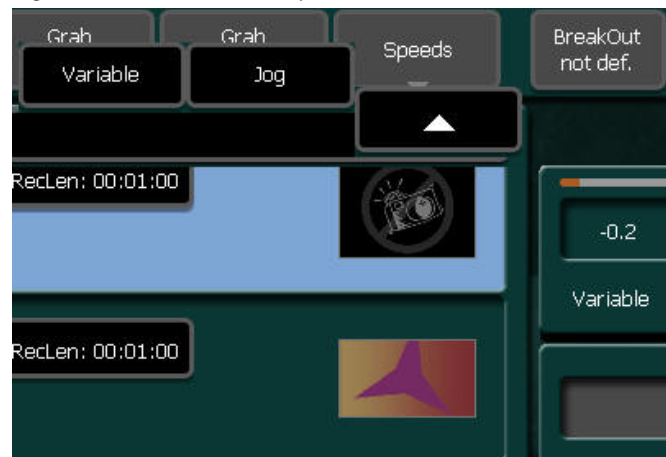 Grab
Grab
Speeds
BreakOut
not def.
Variable
Jog
RecLen: 00:01:00
-0.2
Variable
RecLen: 00:01:00